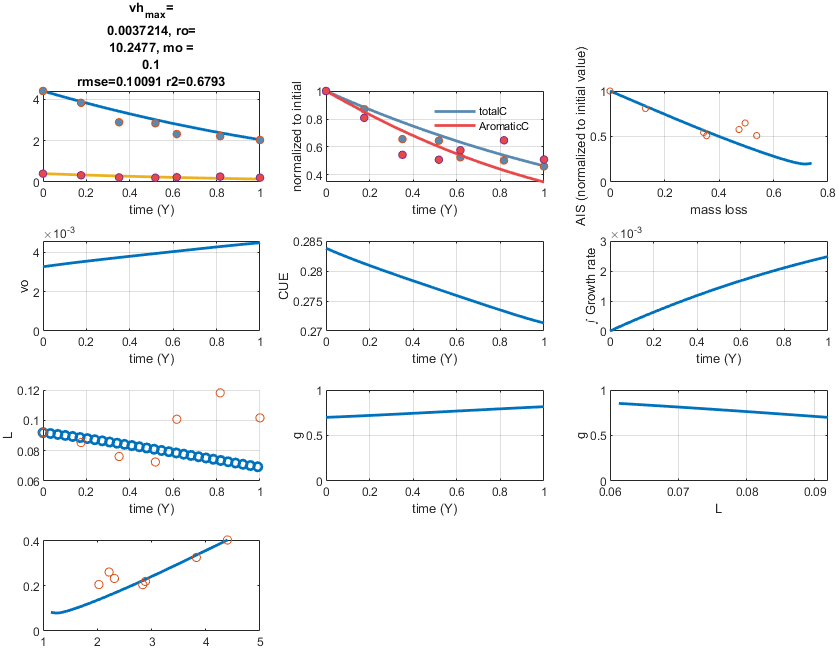 vh_max=
0.0037214, ro=
10.2477, mo =
0.1
rmse=0.10091 r2=0.6793
4
2
0
0 0.2 0.4 0.6 0.8 1
time (Y)
normalized to initial
1
0.8
0.6
0.4
totalC
AromaticC
0 0.2 0.4 0.6 0.8 1
time (Y)
AIS (normalized to initial value)
1
0.5
0
0 0.2 0.4 0.6 0.8
mass loss
×10^-3
vo
4
2
0
0 0.2 0.4 0.6 0.8 1
time (Y)
CUE
0.285
0.28
0.275
0.27
0 0.2 0.4 0.6 0.8 1
time (Y)
×10^-3
∫ Growth rate
3
2
1
0
0 0.2 0.4 0.6 0.8 1
time (Y)
L
0.12
0.1
0.08
0.06
0 0.2 0.4 0.6 0.8 1
time (Y)
g
1
0.5
0
0 0.2 0.4 0.6 0.8 1
time (Y)
g
1
0.5
0
0.06 0.07 0.08 0.09
L
0.4
0.2
0
1 2 3 4 5